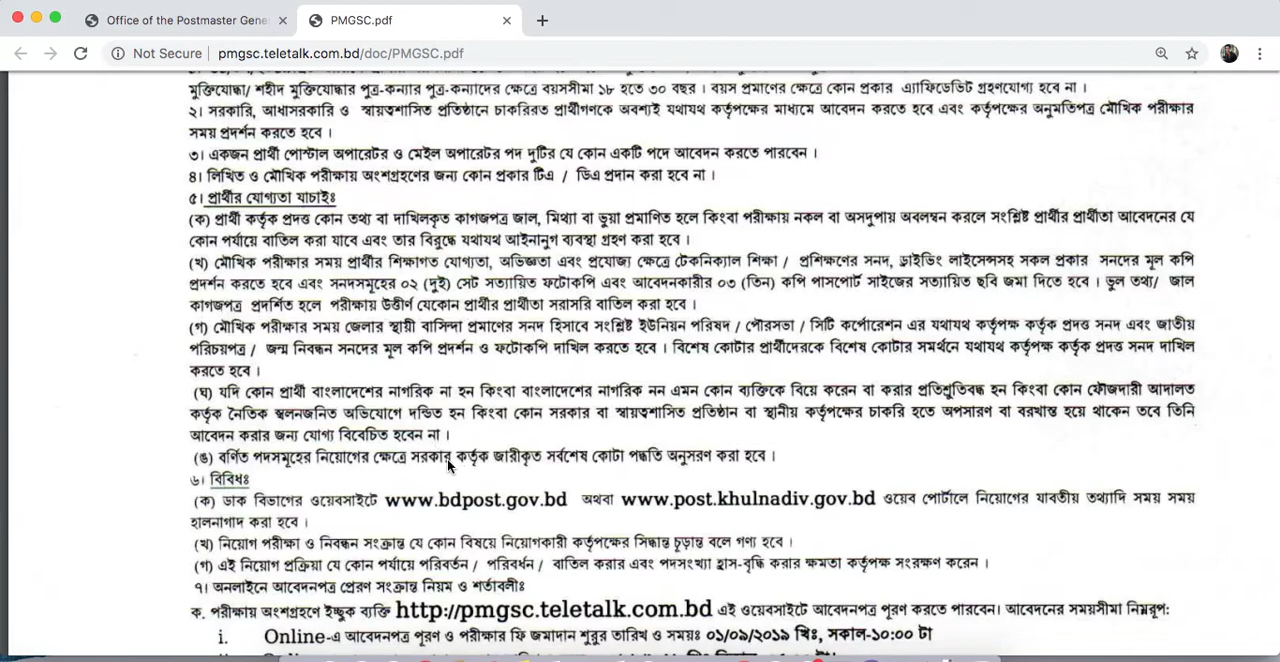 Office of the Postmaster Gene
PMGSC.pdf
Not Secure
pmgsc.teletalk.com.bd/doc/PMGSC.pdf
মুক্তিযোদ্ধা/ শহীদ মুক্তিযোদ্ধার পুত্র-কন্যার পুত্র-কন্যাদের ক্ষেত্রে বয়সসীমা ১৮ হতে ৩০ বছর । বয়স প্রমাণের ক্ষেত্রে কোন প্রকার এ্যাফিডেভিট গ্রহণযোগ্য হবে না ।
২। সরকারি, আধাসরকারি ও স্বায়ত্বশাসিত প্রতিষ্ঠানে চাকরিরত প্রার্থীগণকে অবশ্যই যথাযথ কর্তৃপক্ষের মাধ্যমে আবেদন করতে হবে এবং কর্তৃপক্ষের অনুমতিপত্র মৌখিক পরীক্ষার
সময় প্রদর্শন করতে হবে ।
৩। একজন প্রার্থী পোস্টাল অপারেটর ও মেইল অপারেটর পদ দুটির যে কোন একটি পদে আবেদন করতে পারবেন ।
৪। লিখিত ও মৌখিক পরীক্ষায় অংশগ্রহণের জন্য কোন প্রকার টিএ / ডিএ প্রদান করা হবে না ।
৫। প্রার্থীর যোগ্যতা যাচাইঃ
(ক) প্রার্থী কর্তৃক প্রদত্ত কোন তথ্য বা দাখিলকৃত কাগজপত্র জাল, মিথ্যা বা ভুয়া প্রমাণিত হলে কিংবা পরীক্ষায় নকল বা অসদুপায় অবলম্বন করলে সংশ্লিষ্ট প্রার্থীর প্রার্থীতা আবেদনের যে
কোন পর্যায়ে বাতিল করা যাবে এবং তার বিরুদ্ধে যথাযথ আইনানুগ ব্যবস্থা গ্রহণ করা হবে ।
(খ) মৌখিক পরীক্ষার সময় প্রার্থীর শিক্ষাগত যোগ্যতা, অভিজ্ঞতা এবং প্রযোজ্য ক্ষেত্রে টেকনিক্যাল শিক্ষা / প্রশিক্ষণের সনদ, ড্রাইভিং লাইসেন্সসহ সকল প্রকার সনদের মূল কপি
প্রদর্শন করতে হবে এবং সনদসমূহের ০২ (দুই) সেট সত্যায়িত ফটোকপি এবং আবেদনকারীর ০৩ (তিন) কপি পাসপোর্ট সাইজের সত্যায়িত ছবি জমা দিতে হবে । ভুল তথ্য/ জাল
কাগজপত্র প্রদর্শিত হলে পরীক্ষায় উত্তীর্ণ যেকোন প্রার্থীর প্রার্থীতা সরাসরি বাতিল করা হবে ।
(গ) মৌখিক পরীক্ষার সময় জেলার স্থায়ী বাসিন্দা প্রমাণের সনদ হিসাবে সংশ্লিষ্ট ইউনিয়ন পরিষদ / পৌরসভা / সিটি কর্পোরেশন এর যথাযথ কর্তৃপক্ষ কর্তৃক প্রদত্ত সনদ এবং জাতীয়
পরিচয়পত্র / জন্ম নিবন্ধন সনদের মূল কপি প্রদর্শন ও ফটোকপি দাখিল করতে হবে । বিশেষ কোটার প্রার্থীদেরকে বিশেষ কোটার সমর্থনে যথাযথ কর্তৃপক্ষ কর্তৃক প্রদত্ত সনদ দাখিল
করতে হবে ।
(ঘ) যদি কোন প্রার্থী বাংলাদেশের নাগরিক না হন কিংবা বাংলাদেশের নাগরিক নন এমন কোন ব্যক্তিকে বিয়ে করেন বা করার প্রতিশ্রুতিবদ্ধ হন কিংবা কোন ফৌজদারী আদালত
কর্তৃক নৈতিক স্খলনজনিত অভিযোগে দন্ডিত হন কিংবা কোন সরকার বা স্বায়ত্বশাসিত প্রতিষ্ঠান বা স্থানীয় কর্তৃপক্ষের চাকরি হতে অপসারণ বা বরখাস্ত হয়ে থাকেন তবে তিনি
আবেদন করার জন্য যোগ্য বিবেচিত হবেন না ।
(ঙ) বর্ণিত পদসমূহের নিয়োগের ক্ষেত্রে সরকার কর্তৃক জারীকৃত সর্বশেষ কোটা পদ্ধতি অনুসরণ করা হবে ।
৬। বিবিধঃ
(ক) ডাক বিভাগের ওয়েবসাইটে www.bdpost.gov.bd অথবা www.post.khulnadiv.gov.bd ওয়েব পোর্টালে নিয়োগের যাবতীয় তথ্যাদি সময় সময়
হালনাগাদ করা হবে ।
(খ) নিয়োগ পরীক্ষা ও নিবন্ধন সংক্রান্ত যে কোন বিষয়ে নিয়োগকারী কর্তৃপক্ষের সিদ্ধান্ত চূড়ান্ত বলে গণ্য হবে ।
(গ) এই নিয়োগ প্রক্রিয়া যে কোন পর্যায়ে পরিবর্তন / পরিবর্ধন / বাতিল করার এবং পদসংখ্যা হ্রাস-বৃদ্ধি করার ক্ষমতা কর্তৃপক্ষ সংরক্ষণ করেন ।
৭। অনলাইনে আবেদনপত্র প্রেরণ সংক্রান্ত নিয়ম ও শর্তাবলীঃ
ক. পরীক্ষায় অংশগ্রহণে ইচ্ছুক ব্যক্তি http://pmgsc.teletalk.com.bd এই ওয়েবসাইটে আবেদনপত্র পূরণ করতে পারবেন। আবেদনের সময়সীমা নিম্নরূপ:
i. Online-এ আবেদনপত্র পূরণ ও পরীক্ষার ফি জমাদান শুরুর তারিখ ও সময়ঃ ০১/০৯/২০১৯ খ্রিঃ, সকাল-১০:০০ টা